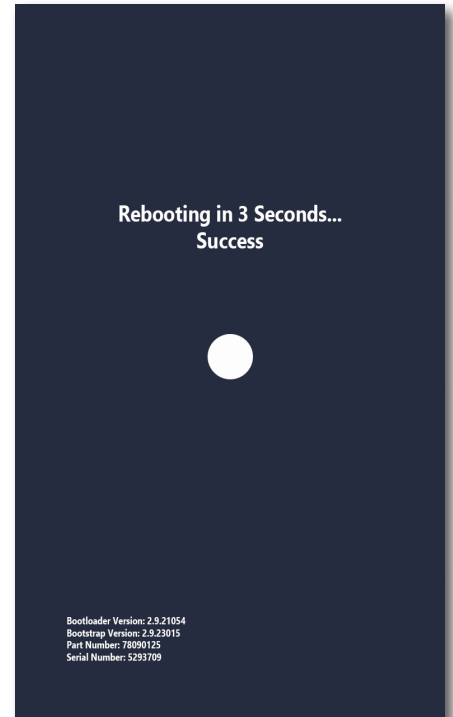 Rebooting in 3 Seconds...
Success
Bootloader Version: 2.9.21054
Bootstrap Version: 2.9.23015
Part Number: 78090125
Serial Number: 5293709